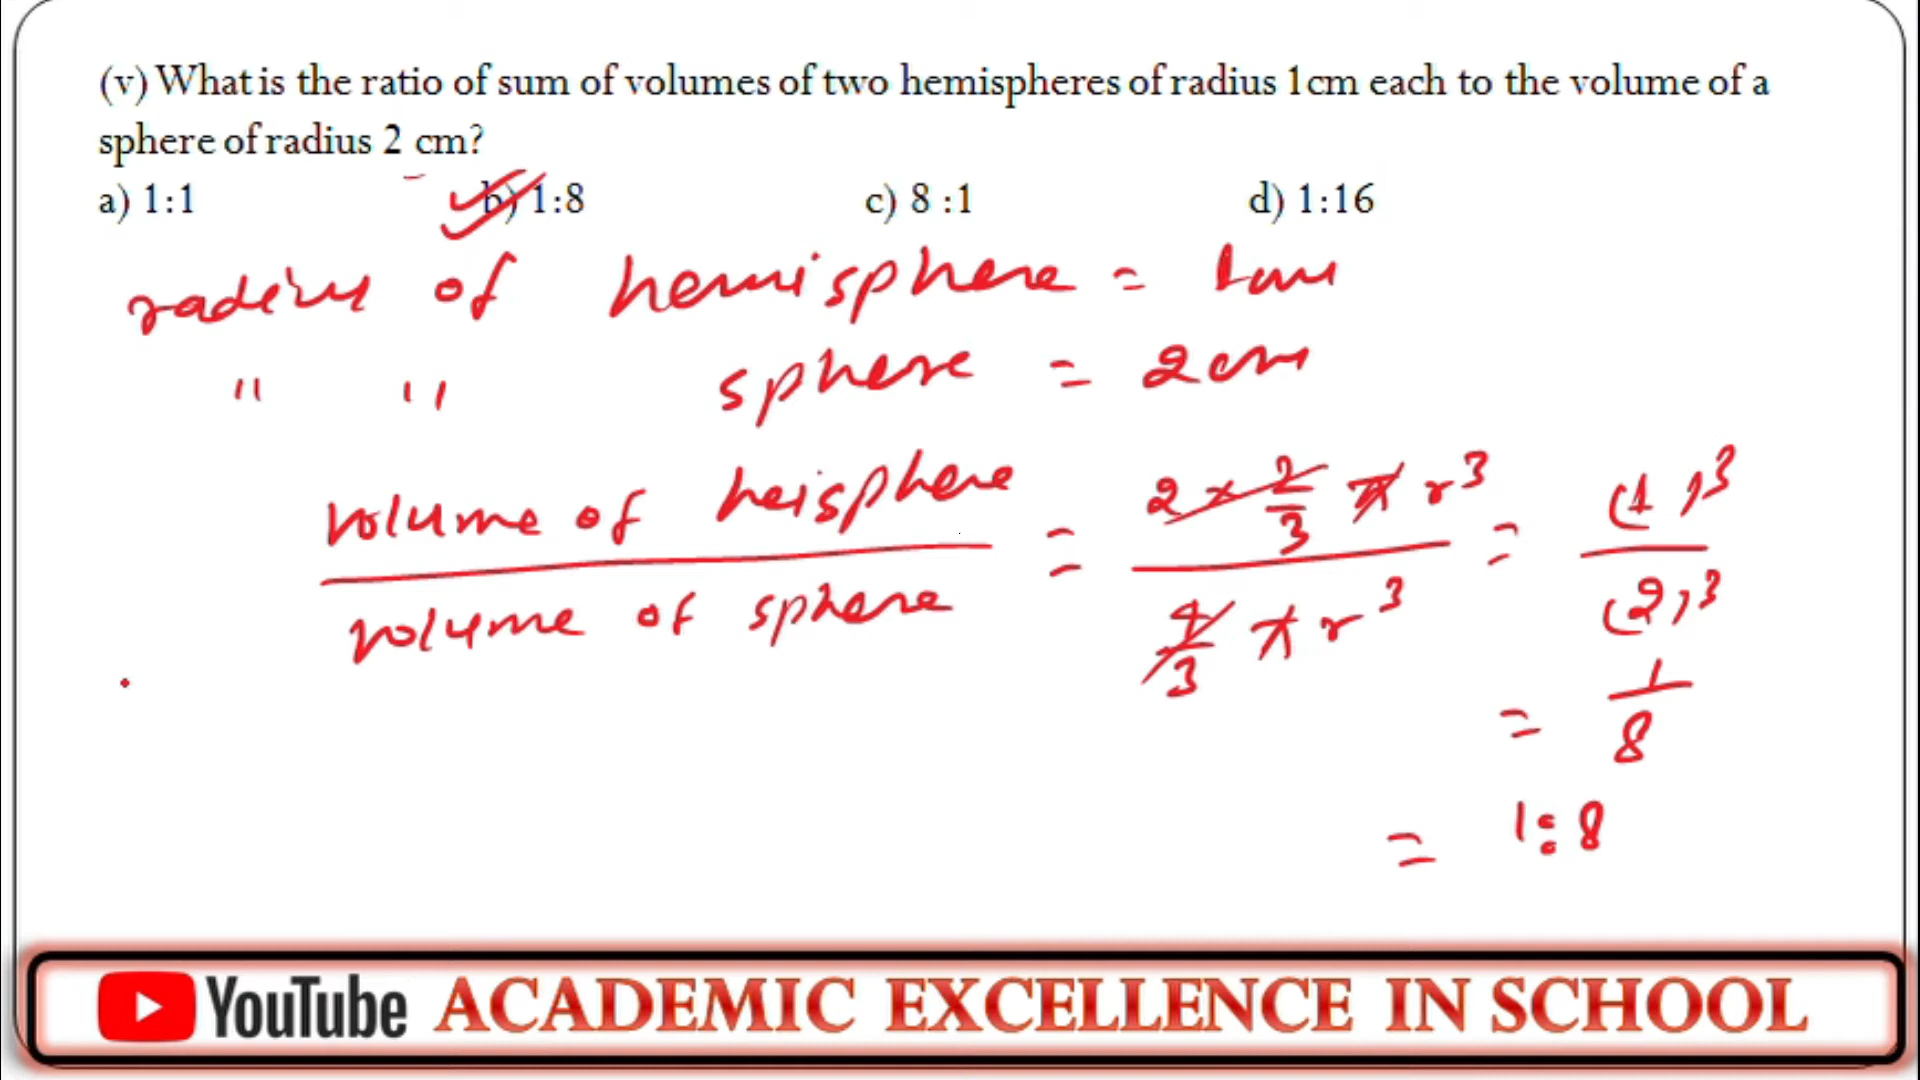 (v) What is the ratio of sum of volumes of two hemispheres of radius 1cm each to the volume of a
sphere of radius 2 cm?
a) 1:1 b) 1:8 c) 8 :1 d) 1:16
radius of hemisphere = 1cm
" " sphere = 2cm
volume of heisphere / volume of sphere = 2 × 2/3 π r³ / 4/3 π r³ = (1)³ / (2)³
= 1/8
= 1:8
YouTube ACADEMIC EXCELLENCE IN SCHOOL